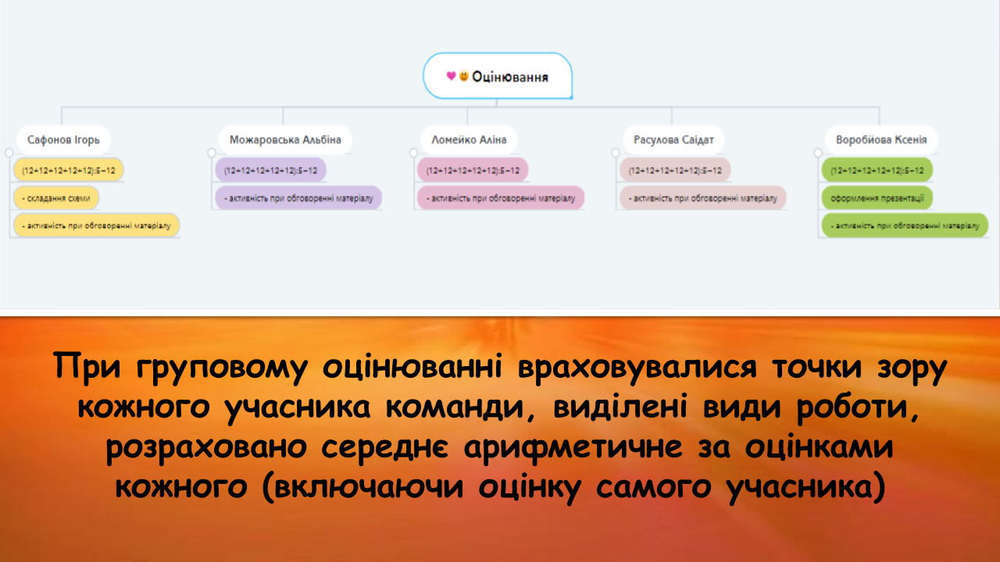 Оцінювання
Сафонов Ігорь
(12+12+12+12+12):5=12
- складання схеми
- активність при обговоренні матеріалу
Можаровська Альбіна
(12+12+12+12+12):5=12
- активність при обговоренні матеріалу
Ломейко Аліна
(12+12+12+12+12):5=12
- активність при обговоренні матеріалу
Расулова Саідат
(12+12+12+12+12):5=12
- активність при обговоренні матеріалу
Воробйова Ксенія
(12+12+12+12+12):5=12
оформлення презентації
- активність при обговоренні матеріалу
При груповому оцінюванні враховувалися точки зору
кожного учасника команди, виділені види роботи,
розраховано середнє арифметичне за оцінками
кожного (включаючи оцінку самого учасника)